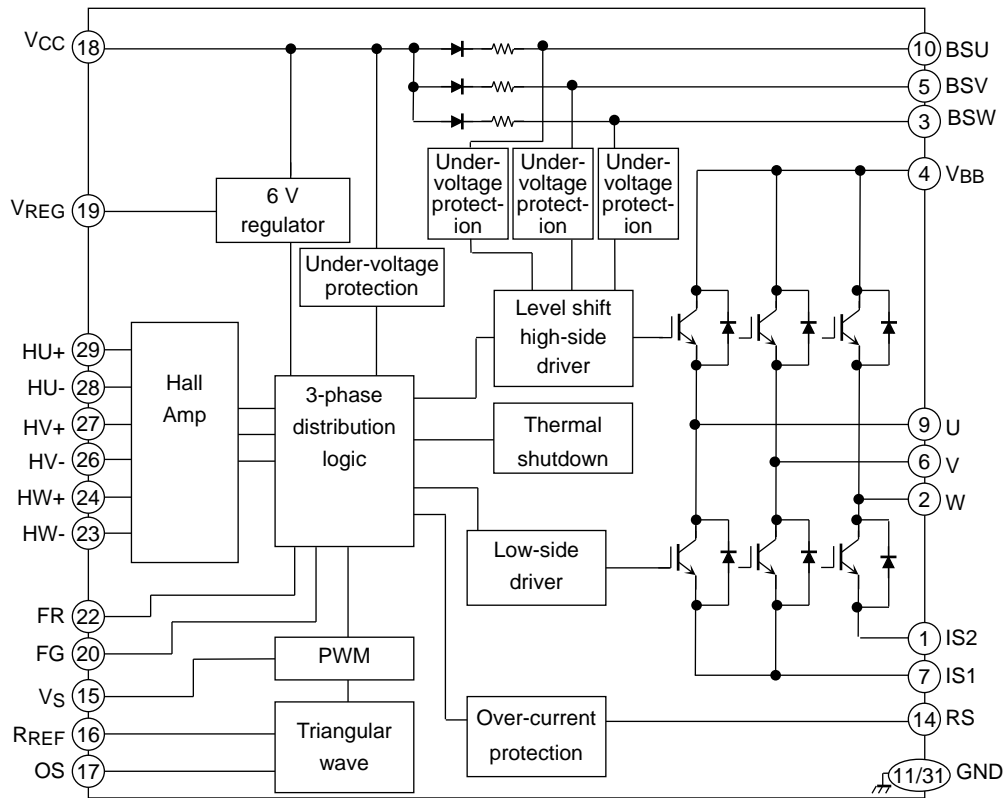 VCC 18
10 BSU
5 BSV
3 BSW
4 VBB
VREG 19
6 V
regulator
Under-voltage
protection
Under-
voltage
protect-
ion
Under-
voltage
protect-
ion
Under-
voltage
protect-
ion
Level shift
high-side
driver
HU+ 29
HU- 28
HV+ 27
HV- 26
HW+ 24
HW- 23
Hall
Amp
3-phase
distribution
logic
Thermal
shutdown
9 U
6 V
2 W
Low-side
driver
FR 22
FG 20
VS 15
RREF 16
OS 17
PWM
Triangular
wave
Over-current
protection
1 IS2
7 IS1
14 RS
11/31 GND